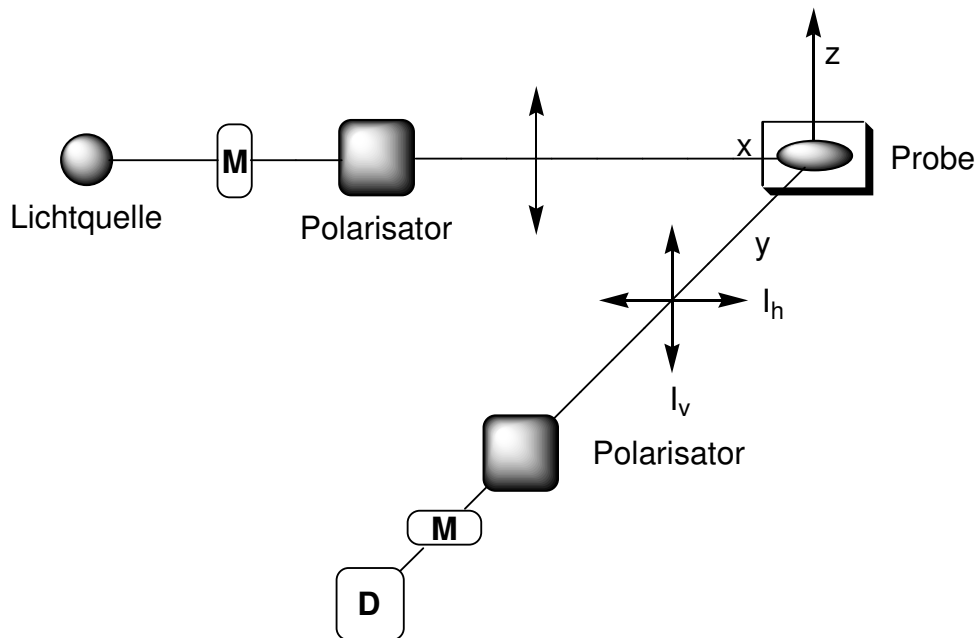 z
M
x
Probe
Lichtquelle
Polarisator
y
Ih
Iv
Polarisator
M
D